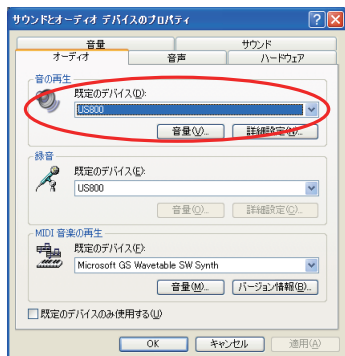 サウンドとオーディオ デバイスのプロパティ
音量 サウンド
オーディオ 音声 ハードウェア
音の再生
既定のデバイス(D):
US800
音量(V)... 詳細設定(N)...
録音
既定のデバイス(E):
US800
音量(O)... 詳細設定(C)...
MIDI 音楽の再生
既定のデバイス(F):
Microsoft GS Wavetable SW Synth
音量(M)... バージョン情報(B)...
既定のデバイスのみ使用する(U)
OK キャンセル 適用(A)